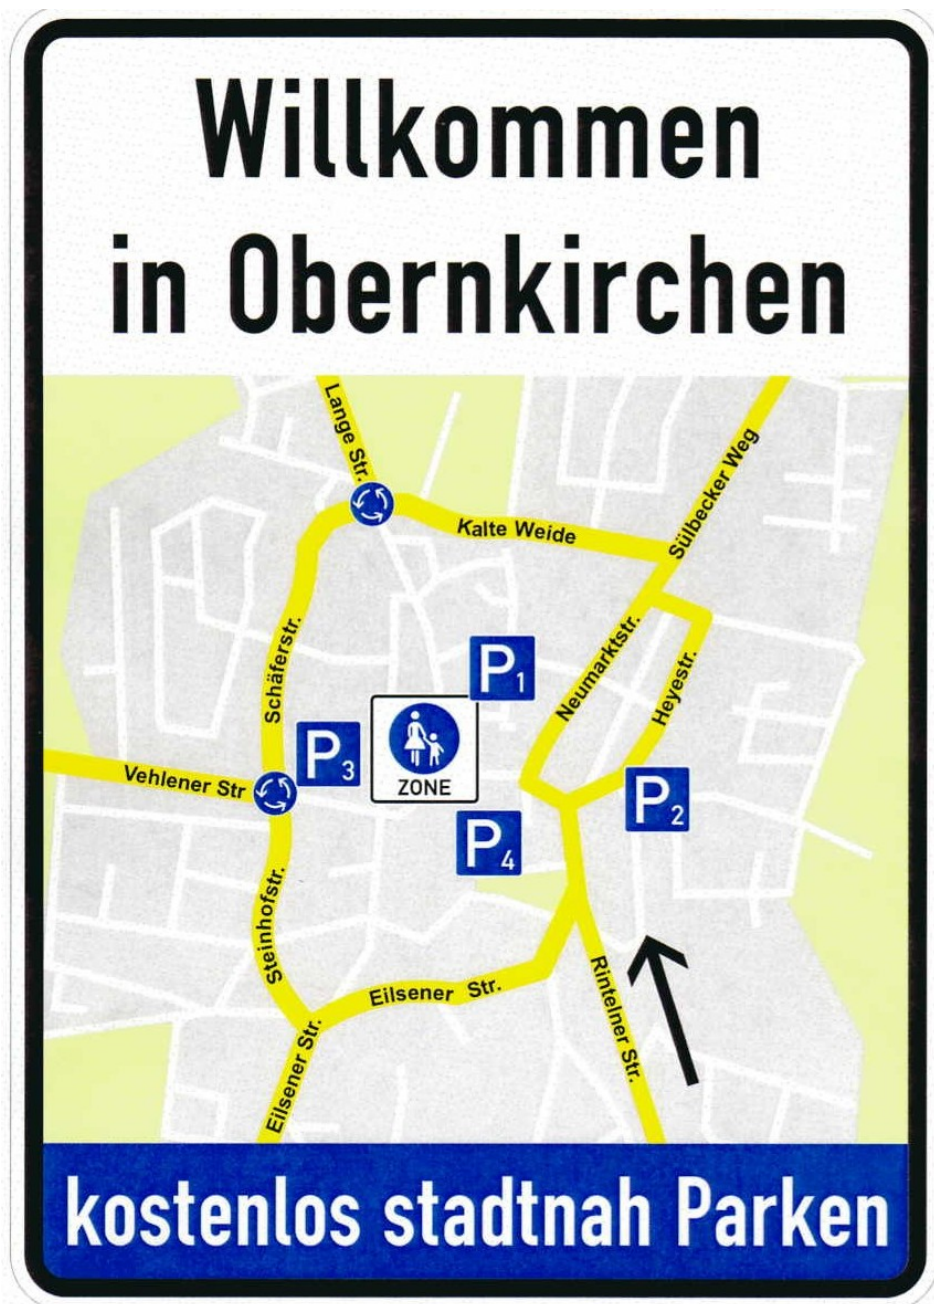 Willkommen
in Obernkirchen
Lange Str.
Kalte Weide
Sülbecker Weg
Schäferstr.
Neumarktstr.
Heyestr.
P1
P3
ZONE
Vehlener Str
P2
P4
Steinhofstr.
Eilsener Str.
Rintelner Str.
Eilsener Str.
kostenlos stadtnah Parken